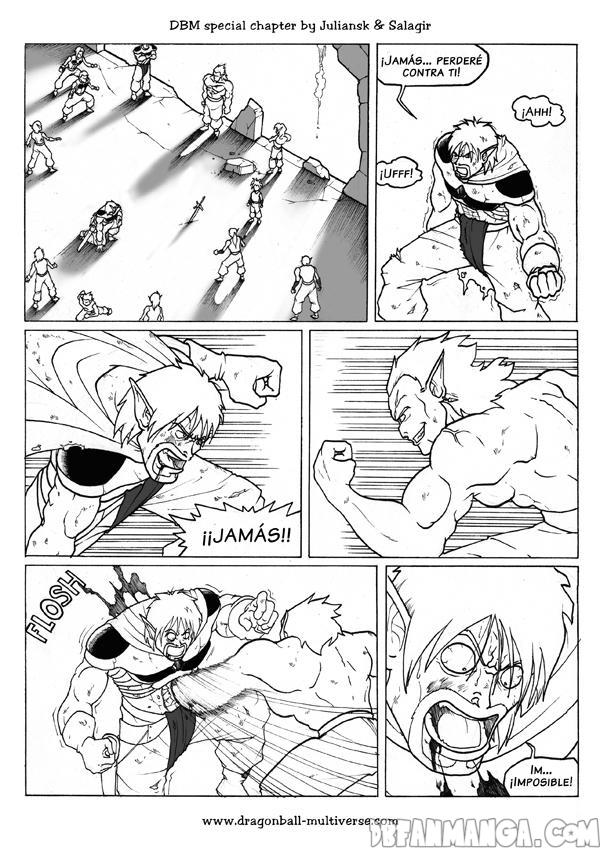 DBM special chapter by Juliansk & Salagir
¡JAMÁS... PERDERÉ
CONTRA TI!
¡AHH!
¡UFFF!
¡¡JAMÁS!!
FLOSH
IM...
¡IMPOSIBLE!
www.dragonball-multiverse.com
DBFANMANGA.COM